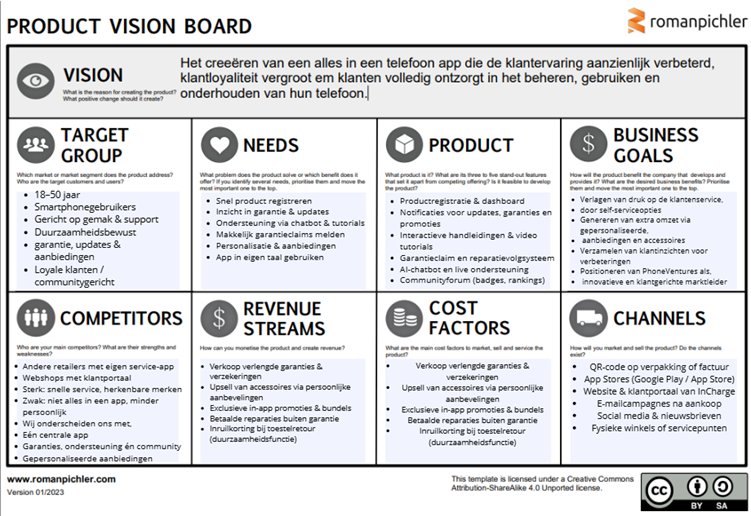 PRODUCT VISION BOARD
romanpichler
VISION
What is the reason for creating the product?
What positive change should it create?
Het creeëren van een alles in een telefoon app die de klantervaring aanzienlijk verbeterd,
klantloyaliteit vergroot em klanten volledig ontzorgt in het beheren, gebruiken en
onderhouden van hun telefoon.
TARGET
GROUP
Which market or market segment does the product address?
Who are the target customers and users?
• 18–50 jaar
• Smartphonegebruikers
• Gericht op gemak & support
• Duurzaamheidsbewust
• garantie, updates &
aanbiedingen
• Loyale klanten /
communitygericht
NEEDS
What problem does the product solve or which benefit does it
offer? If you identify several needs, prioritise them and move the
most important one to the top.
• Snel product registreren
• Inzicht in garantie & updates
• Ondersteuning via chatbot & tutorials
• Makkelijk garantieclaims melden
• Personalisatie & aanbiedingen
• App in eigen taal gebruiken
PRODUCT
What product is it? What are its three to five stand-out features
that set it apart from competing offering? Is it feasible to develop
the product?
• Productregistratie & dashboard
• Notificaties voor updates, garanties en
promoties
• Interactieve handleidingen & video
tutorials
• Garantieclaim en reparatievolgsysteem
• AI-chatbot en live ondersteuning
• Communityforum (badges, rankings)
BUSINESS
GOALS
How will the product benefit the company that develops and
provides it? What are the desired business benefits? Prioritise
them and move the most important one to the top.
• Verlagen van druk op de klantenservice,
• door self-serviceopties
• Genereren van extra omzet via
gepersonaliseerde,
• aanbiedingen en accessoires
• Verzamelen van klantinzichten voor
verbeteringen
• Positioneren van PhoneVentures als,
• innovatieve en klantgerichte marktleider
COMPETITORS
Who are your main competitors? What are their strengths and
weaknesses?
• Andere retailers met eigen service-app
• Webshops met klantportaal
• Sterk: snelle service, herkenbare merken
• Zwak: niet alles in een app, minder
persoonlijk
• Wij onderscheiden ons met,
• Eén centrale app
• Garanties, ondersteuning én community
• Gepersonaliseerde aanbiedingen
REVENUE
STREAMS
How can you monetise the product and create revenue?
• Verkoop verlengde garanties &
verzekeringen
• Upsell van accessoires via persoonlijke
aanbevelingen
• Exclusieve in-app promoties & bundels
• Betaalde reparaties buiten garantie
• Inruilkorting bij toestelretour
(duurzaamheidsfunctie)
COST
FACTORS
What are the main cost factors to market, sell and service the
product?
• Verkoop verlengde garanties &
verzekeringen
• Upsell van accessoires via persoonlijke
aanbevelingen
• Exclusieve in-app promoties & bundels
• Betaalde reparaties buiten garantie
• Inruilkorting bij toestelretour
(duurzaamheidsfunctie)
CHANNELS
How will you market and sell the product? Do the channels
exist?
• QR-code op verpakking of factuur
• App Stores (Google Play / App Store)
• Website & klantportaal van InCharge
• E-mailcampagnes na aankoop
• Social media & nieuwsbrieven
• Fysieke winkels of servicepunten
www.romanpichler.com
Version 01/2023
This template is licensed under a Creative Commons
Attribution-ShareAlike 4.0 Unported license.
CC
BY SA